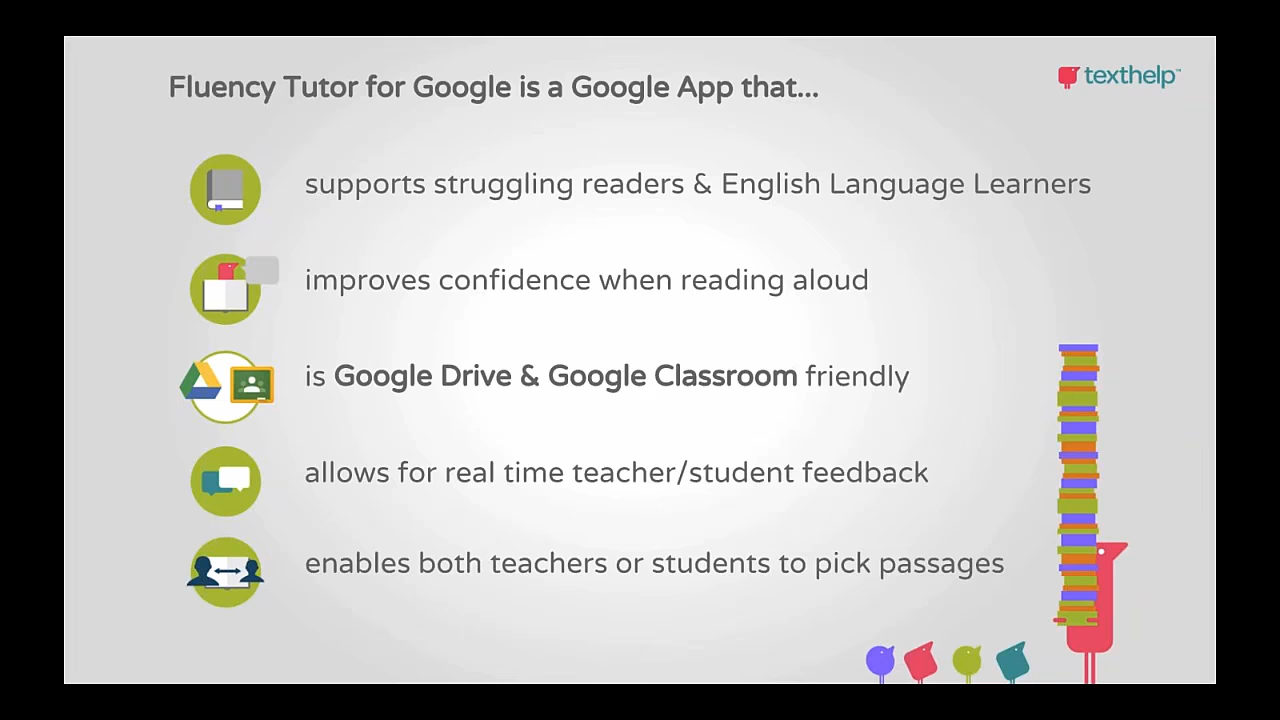 Fluency Tutor for Google is a Google App that...
texthelp™
supports struggling readers & English Language Learners
improves confidence when reading aloud
is Google Drive & Google Classroom friendly
allows for real time teacher/student feedback
enables both teachers or students to pick passages